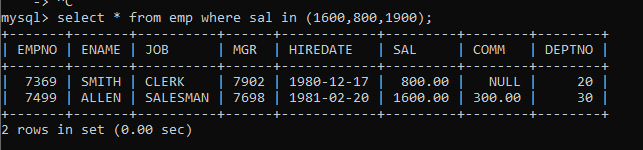 -> ^C
mysql> select * from emp where sal in (1600,800,1900);
+-------+-------+----------+------+------------+---------+--------+--------+
| EMPNO | ENAME | JOB      | MGR  | HIREDATE   | SAL     | COMM   | DEPTNO |
+-------+-------+----------+------+------------+---------+--------+--------+
|  7369 | SMITH | CLERK    | 7902 | 1980-12-17 |  800.00 |   NULL |     20 |
|  7499 | ALLEN | SALESMAN | 7698 | 1981-02-20 | 1600.00 | 300.00 |     30 |
+-------+-------+----------+------+------------+---------+--------+--------+
2 rows in set (0.00 sec)